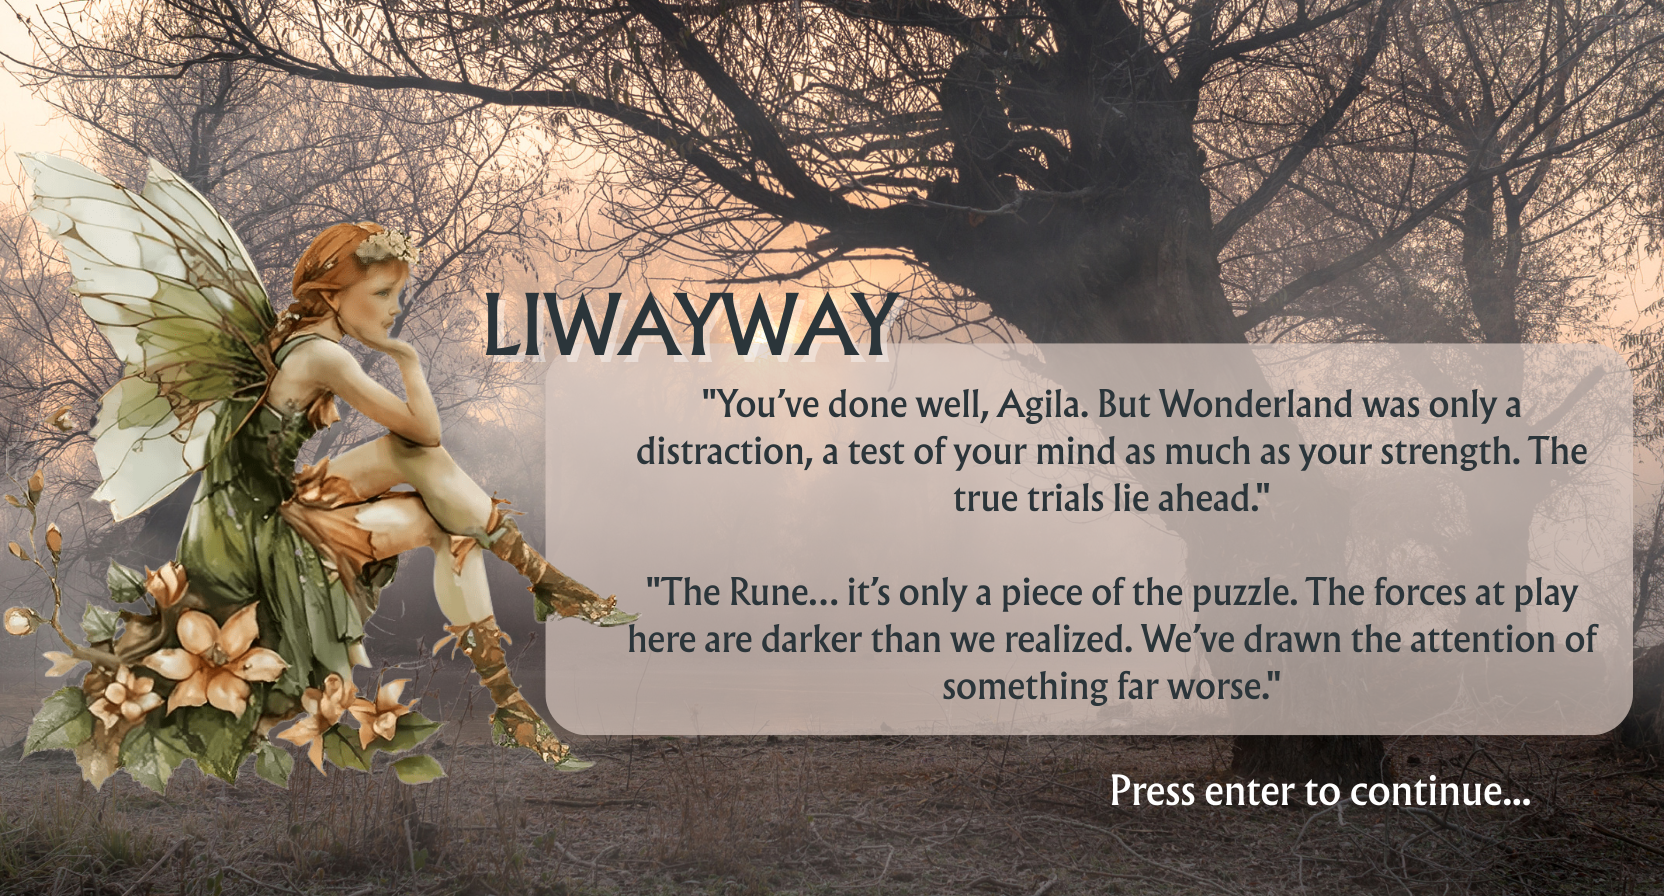 LIWAYWAY
"You’ve done well, Agila. But Wonderland was only a
distraction, a test of your mind as much as your strength. The
true trials lie ahead."
"The Rune... it’s only a piece of the puzzle. The forces at play
here are darker than we realized. We’ve drawn the attention of
something far worse."
Press enter to continue...